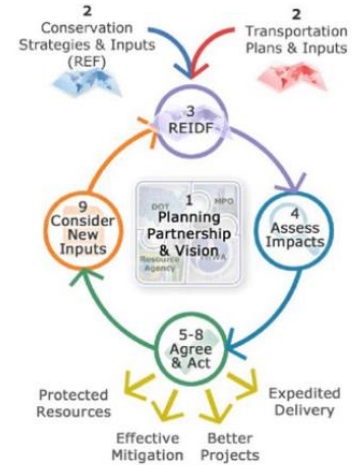 2
Conservation
Strategies & Inputs
(REF)
2
Transportation
Plans & Inputs
3
REIDF
1
Planning
Partnership
& Vision
DOT
MPO
Resource
Agency
9
Consider
New
Inputs
4
Assess
Impacts
5-8
Agree
& Act
Protected
Resources
Effective
Mitigation
Better
Projects
Expedited
Delivery